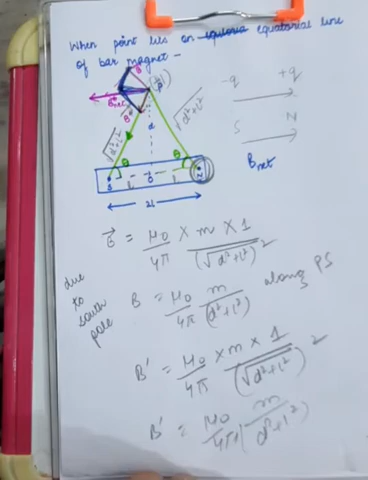 When point lies on equatorial line
of bar magnet -
B
P
Bnet
-q +q
√d²+l²
√d²+l²
d
S N
θ θ
Bnet
S l O l N
2l
B⃗ = μ0/4π × m × 1/(√d²+l²)²
due to south pole
B = μ0/4π m/(d²+l²) along PS
B' = μ0/4π × m × 1/(√d²+l²)²
B' = μ0/4π (m/d²+l²)